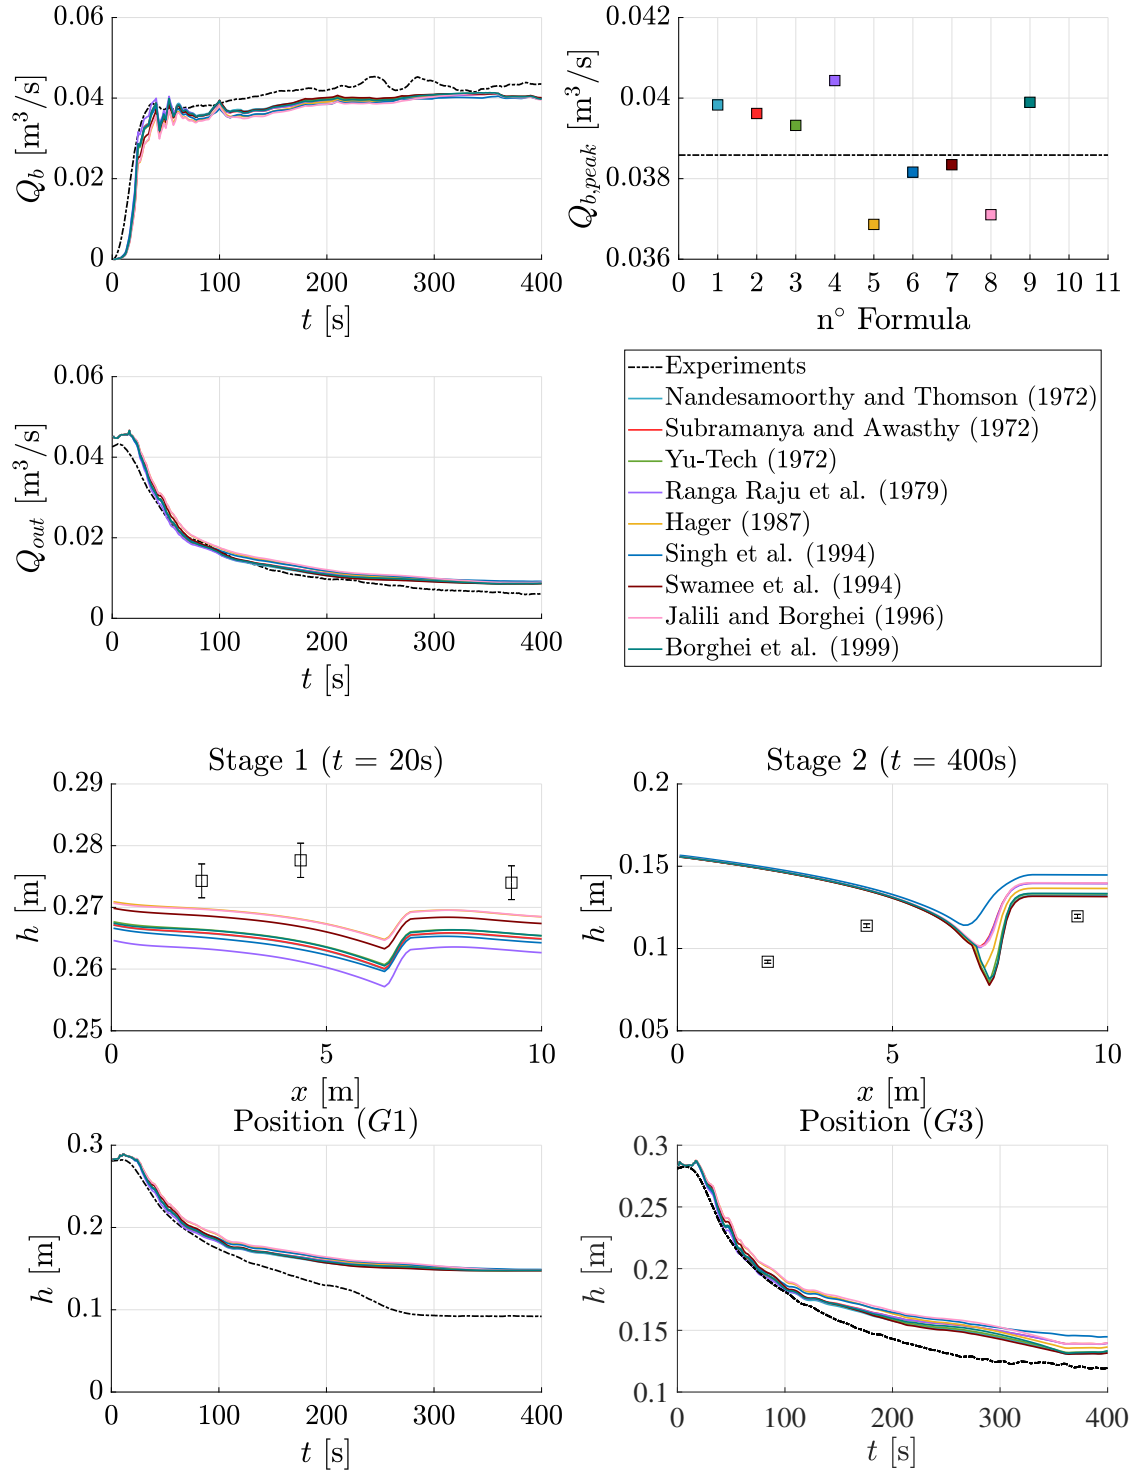 0.06
0.04
0.02
0
0 100 200 300 400
Q_b [m³/s]
t [s]
0.042
0.04
0.038
0.036
0 1 2 3 4 5 6 7 8 9 10 11
Q_{b,peak} [m³/s]
n° Formula
0.06
0.04
0.02
0
0 100 200 300 400
Q_{out} [m³/s]
t [s]
Experiments
Nandesamoorthy and Thomson (1972)
Subramanya and Awasthy (1972)
Yu-Tech (1972)
Ranga Raju et al. (1979)
Hager (1987)
Singh et al. (1994)
Swamee et al. (1994)
Jalili and Borghei (1996)
Borghei et al. (1999)
Stage 1 (t = 20s)
0.29
0.28
0.27
0.26
0.25
0 5 10
h [m]
x [m]
Stage 2 (t = 400s)
0.2
0.15
0.1
0.05
0 5 10
h [m]
x [m]
Position (G1)
0.3
0.2
0.1
0
0 100 200 300 400
h [m]
t [s]
Position (G3)
0.3
0.25
0.2
0.15
0.1
0 100 200 300 400
h [m]
t [s]